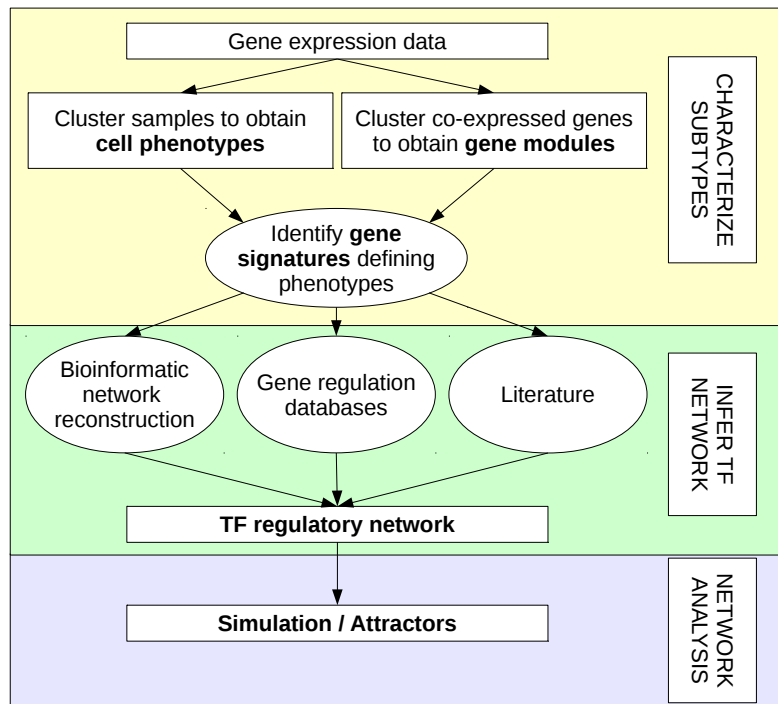 Gene expression data
Cluster samples to obtain
cell phenotypes
Cluster co-expressed genes
to obtain gene modules
CHARACTERIZE
SUBTYPES
Identify gene
signatures defining
phenotypes
Bioinformatic
network
reconstruction
Gene regulation
databases
Literature
INFER TF
NETWORK
TF regulatory network
Simulation / Attractors
NETWORK
ANALYSIS